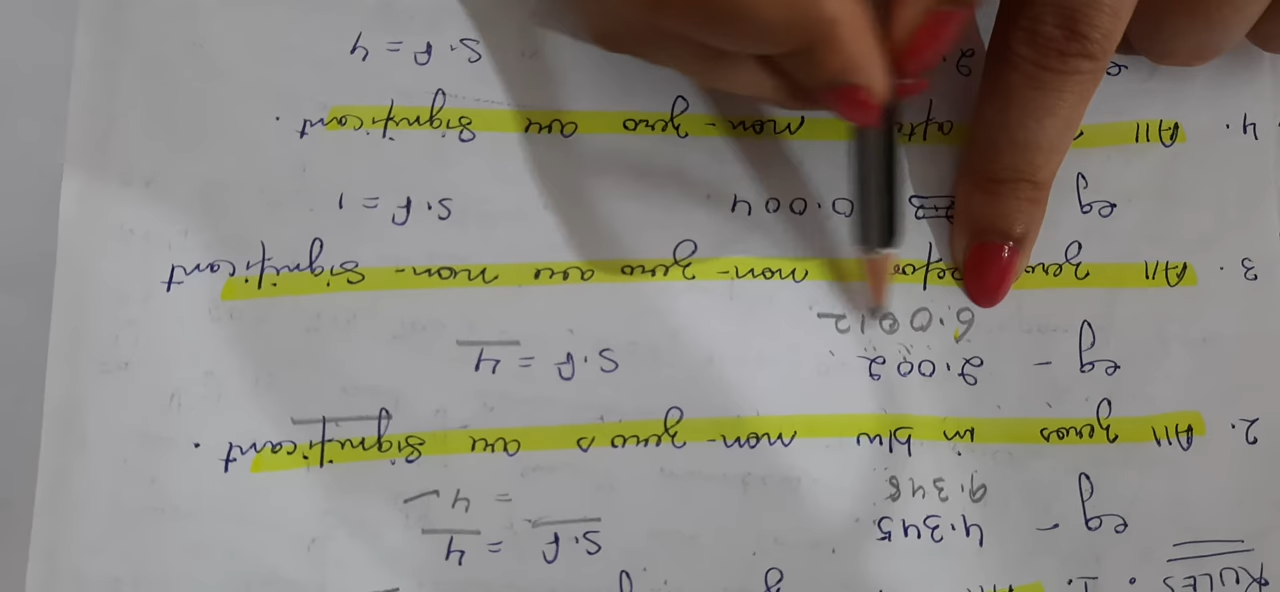 RULES . 1.
eg - 4.345 S.F = 4
9.348 = 4
2. All zeros in b/w non-zeros are significant.
eg - 2.002 S.F = 4
6.0012
3. All zeros non-zero are non-significant
eg 0.004 S.F = 1
4. All non-zero are significant.
2. S.F = 4